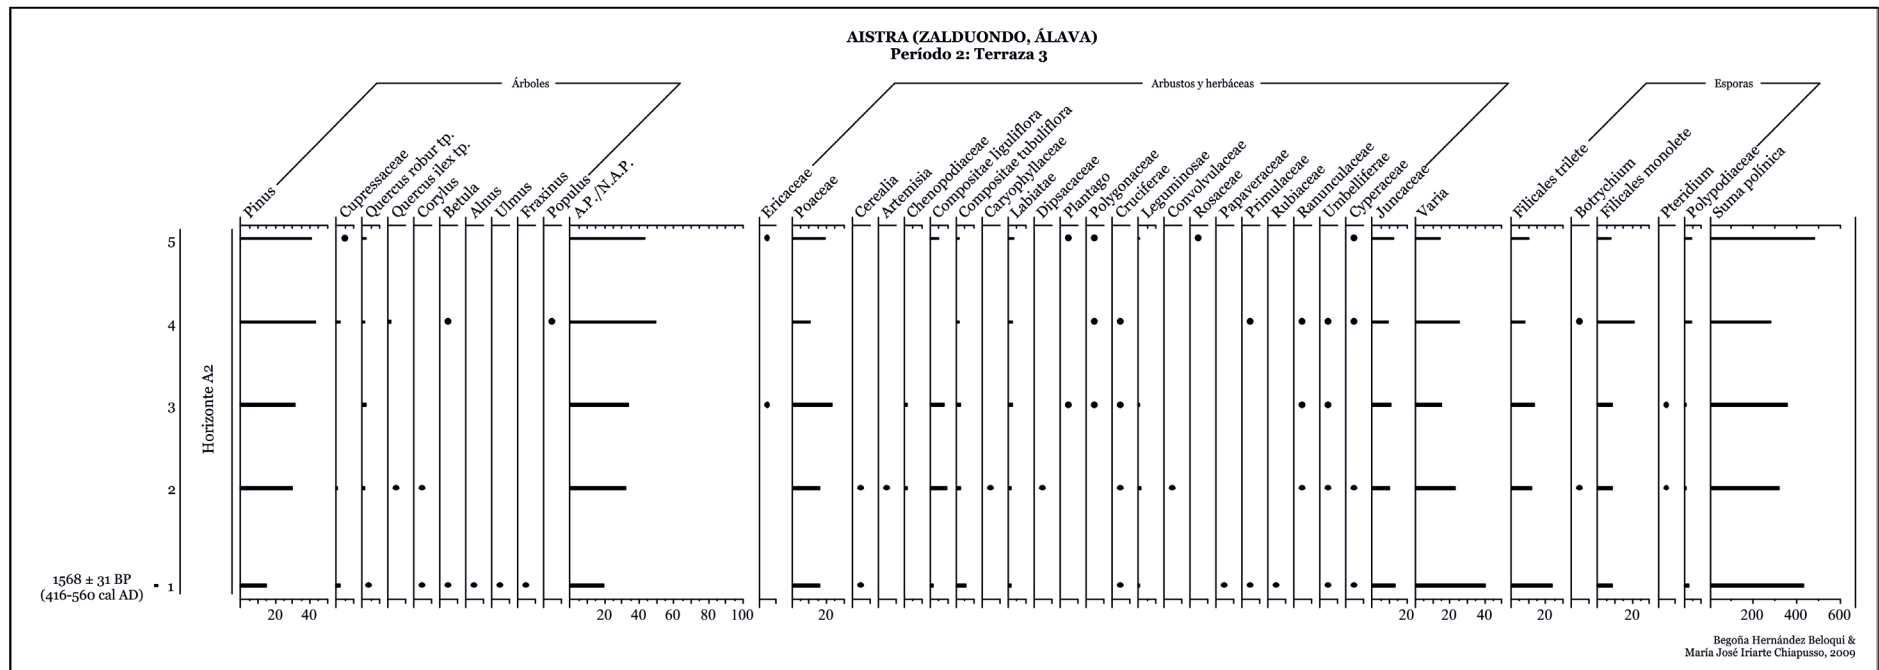 AISTRA (ZALDUONDO, ÁLAVA)
Período 2: Terraza 3
Árboles
Arbustos y herbáceas
Esporas
Pinus
Cupressaceae
Quercus robur tp.
Quercus ilex tp.
Corylus
Betula
Alnus
Ulmus
Fraxinus
Populus
A.P./N.A.P.
Ericaceae
Poaceae
Cerealia
Artemisia
Chenopodiaceae
Compositae liguliflora
Compositae tubuliflora
Caryophyllaceae
Labiatae
Dipsacaceae
Plantago
Polygonaceae
Cruciferae
Leguminosae
Convolvulaceae
Rosaceae
Papaveraceae
Primulaceae
Rubiaceae
Ranunculaceae
Umbelliferae
Cyperaceae
Juncaceae
Varia
Filicales trilete
Botrychium
Filicales monolete
Pteridium
Polypodiaceae
Suma polínica
5
4
3
2
1
Horizonte A2
1568 ± 31 BP
(416-560 cal AD)
20 40 20 40 60 80 100 20 20 20 40 20 20 200 400 600
Begoña Hernández Beloqui &
María José Iriarte Chiapusso, 2009